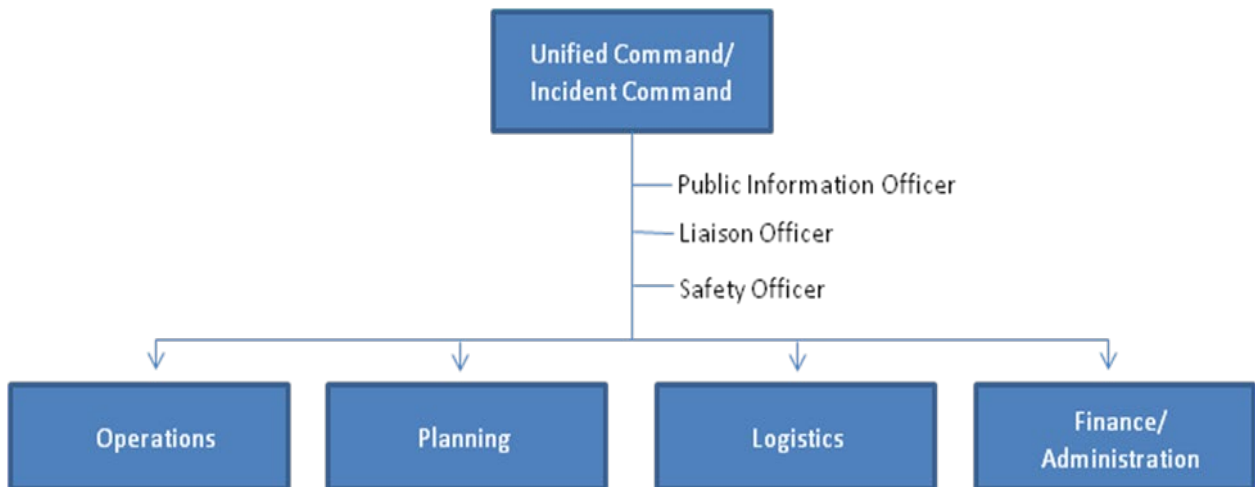 Unified Command/
Incident Command
Public Information Officer
Liaison Officer
Safety Officer
Operations
Planning
Logistics
Finance/
Administration